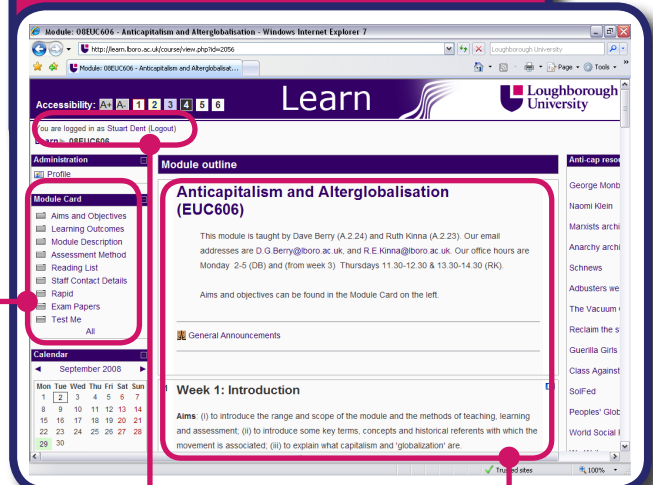 Module: 08EUC606 - Anticapitalism and Alterglobalisation - Windows Internet Explorer 7
http://learn.lboro.ac.uk/course/view.php?id=2056
Loughborough University
Module: 08EUC606 - Anticapitalism and Alterglobalisat...
Page
Tools
Accessibility: A+ A- 1 2 3 4 5 6
Learn
Loughborough University
You are logged in as Stuart Dent (Logout)
Learn 08EUC606
Administration
Profile
Module Card
Aims and Objectives
Learning Outcomes
Module Description
Assessment Method
Reading List
Staff Contact Details
Rapid
Exam Papers
Test Me
All
Calendar
September 2008
Mon Tue Wed Thu Fri Sat Sun
1 2 3 4 5 6 7
8 9 10 11 12 13 14
15 16 17 18 19 20 21
22 23 24 25 26 27 28
29 30
Module outline
Anticapitalism and Alterglobalisation
(EUC606)
This module is taught by Dave Berry (A.2.24) and Ruth Kinna (A.2.23). Our email
addresses are D.G.Berry@lboro.ac.uk, and R.E.Kinna@lboro.ac.uk. Our office hours are
Monday 2-5 (DB) and (from week 3) Thursdays 11.30-12.30 & 13.30-14.30 (RK).
Aims and objectives can be found in the Module Card on the left.
General Announcements
1 Week 1: Introduction
Aims: (i) to introduce the range and scope of the module and the methods of teaching, learning
and assessment; (ii) to introduce some key terms, concepts and historical referents with which the
movement is associated; (iii) to explain what capitalism and 'globalization' are.
Anti-cap resou
George Monb
Naomi Klein
Marxists archi
Anarchy archi
Schnews
Adbusters we
The Vacuum
Reclaim the s
Guerilla Girls
Class Against
SolFed
Peoples' Glob
World Social
Trusted sites
100%